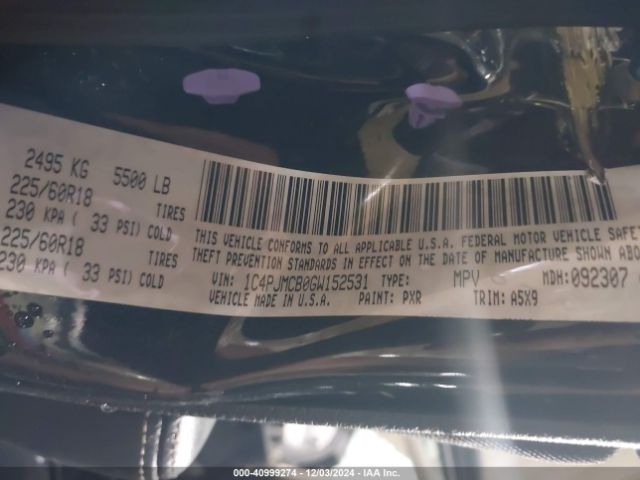 2495 KG 5500 LB
225/60R18 TIRES
230 KPA ( 33 PSI) COLD
225/60R18 TIRES
230 KPA ( 33 PSI) COLD
THIS VEHICLE CONFORMS TO ALL APPLICABLE U.S.A. FEDERAL MOTOR VEHICLE SAFE
THEFT PREVENTION STANDARDS IN EFFECT ON THE DATE OF MANUFACTURE SHOWN ABO
VIN: 1C4PJMCB0GW152531 TYPE: MPV MDH:092307
VEHICLE MADE IN U.S.A. PAINT: PXR TRIM: A5X9
000-40999274 - 12/03/2024 - IAA Inc.